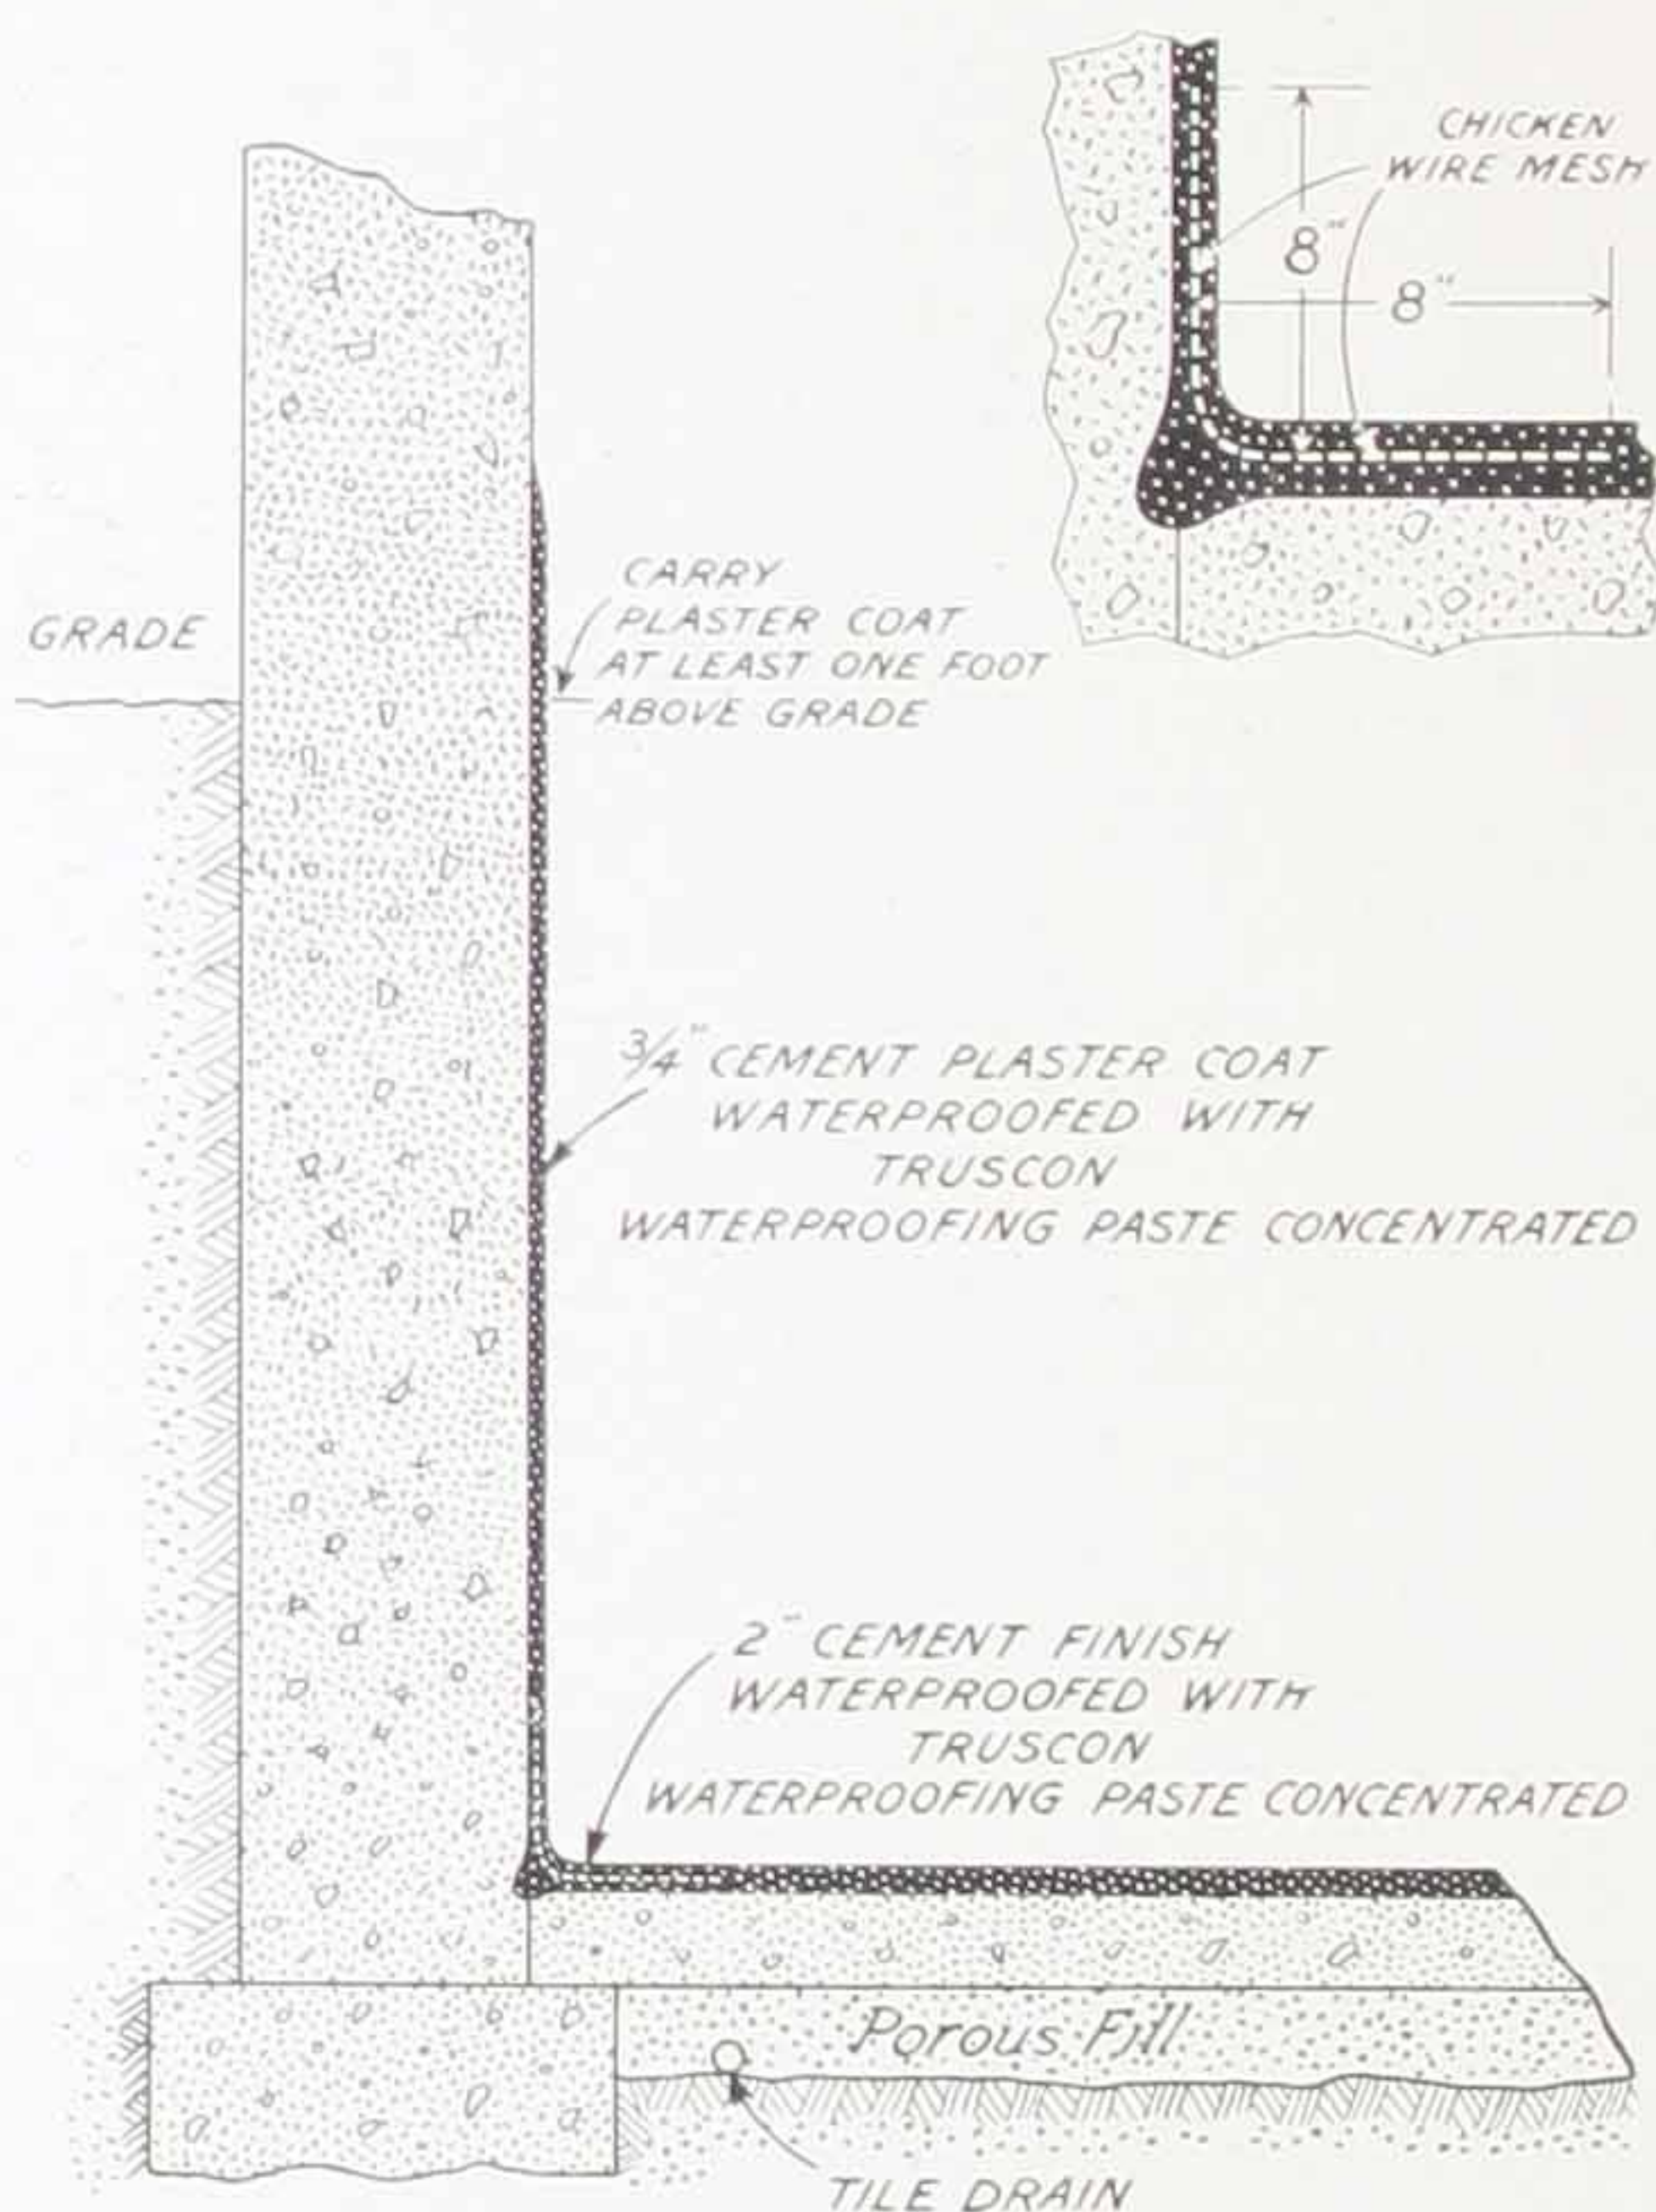 CHICKEN
WIRE MESH
8"
8"
CARRY
PLASTER COAT
AT LEAST ONE FOOT
ABOVE GRADE
GRADE
3/4" CEMENT PLASTER COAT
WATERPROOFED WITH
TRUSCON
WATERPROOFING PASTE CONCENTRATED
2" CEMENT FINISH
WATERPROOFED WITH
TRUSCON
WATERPROOFING PASTE CONCENTRATED
Porous Fill
TILE DRAIN